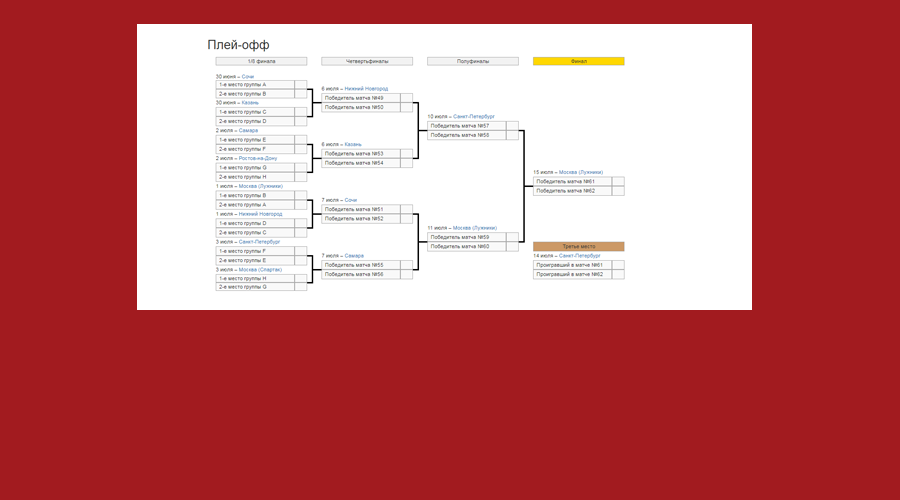 Плей-офф
1/8 финала
Четвертьфиналы
Полуфиналы
Финал
30 июня – Сочи
1-е место группы A
2-е место группы B
30 июня – Казань
1-е место группы C
2-е место группы D
2 июля – Самара
1-е место группы E
2-е место группы F
2 июля – Ростов-на-Дону
1-е место группы G
2-е место группы H
1 июля – Москва (Лужники)
1-е место группы B
2-е место группы A
1 июля – Нижний Новгород
1-е место группы D
2-е место группы C
3 июля – Санкт-Петербург
1-е место группы F
2-е место группы E
3 июля – Москва (Спартак)
1-е место группы H
2-е место группы G
6 июля – Нижний Новгород
Победитель матча №49
Победитель матча №50
6 июля – Казань
Победитель матча №53
Победитель матча №54
7 июля – Сочи
Победитель матча №51
Победитель матча №52
7 июля – Самара
Победитель матча №55
Победитель матча №56
10 июля – Санкт-Петербург
Победитель матча №57
Победитель матча №58
11 июля – Москва (Лужники)
Победитель матча №59
Победитель матча №60
15 июля – Москва (Лужники)
Победитель матча №61
Победитель матча №62
Третье место
14 июля – Санкт-Петербург
Проигравший в матче №61
Проигравший в матче №62